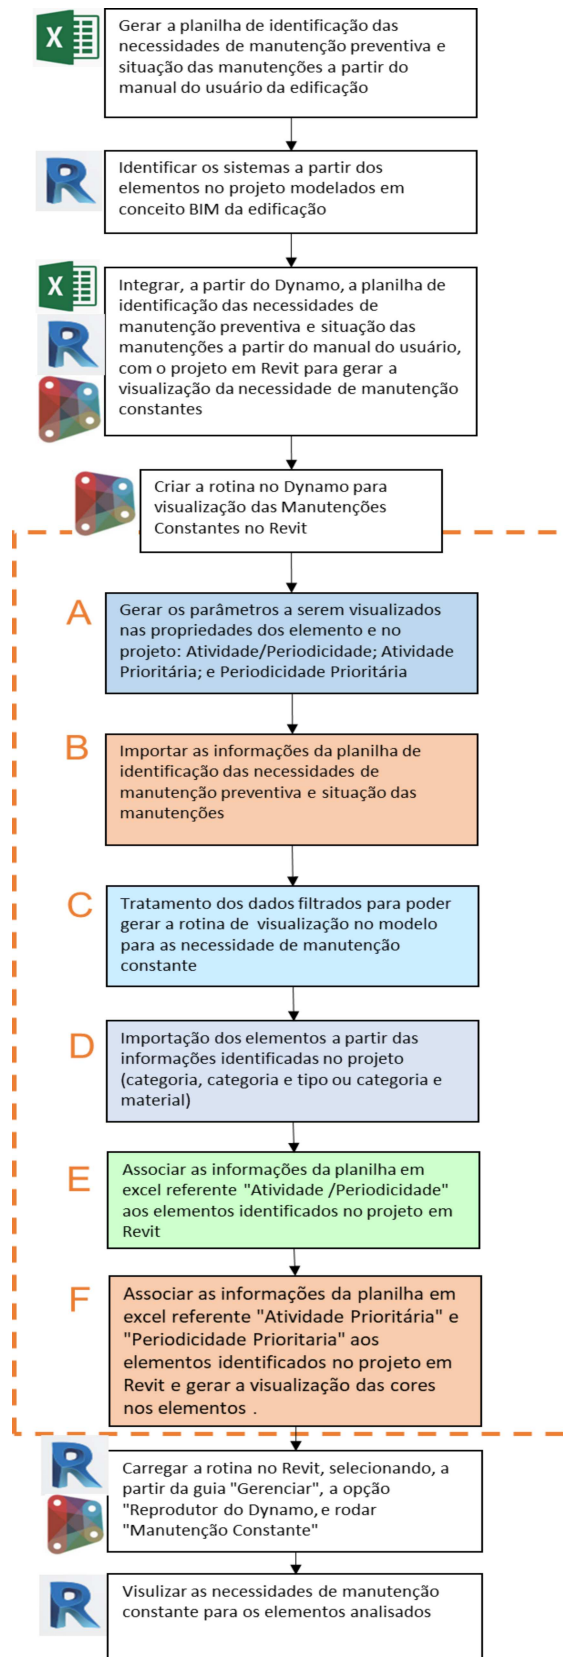 Gerar a planilha de identificação das
necessidades de manutenção preventiva e
situação das manutenções a partir do
manual do usuário da edificação
Identificar os sistemas a partir dos
elementos no projeto modelados em
conceito BIM da edificação
Integrar, a partir do Dynamo, a planilha de
identificação das necessidades de
manutenção preventiva e situação das
manutenções a partir do manual do usuário,
com o projeto em Revit para gerar a
visualização da necessidade de manutenção
constantes
Criar a rotina no Dynamo para
visualização das Manutenções
Constantes no Revit
A
Gerar os parâmetros a serem visualizados
nas propriedades dos elemento e no
projeto: Atividade/Periodicidade; Atividade
Prioritária; e Periodicidade Prioritária
B
Importar as informações da planilha de
identificação das necessidades de
manutenção preventiva e situação das
manutenções
C
Tratamento dos dados filtrados para poder
gerar a rotina de visualização no modelo
para as necessidade de manutenção
constante
D
Importação dos elementos a partir das
informações identificadas no projeto
(categoria, categoria e tipo ou categoria e
material)
E
Associar as informações da planilha em
excel referente "Atividade /Periodicidade"
aos elementos identificados no projeto em
Revit
F
Associar as informações da planilha em
excel referente "Atividade Prioritária" e
"Periodicidade Prioritaria" aos
elementos identificados no projeto em
Revit e gerar a visualização das cores
nos elementos .
Carregar a rotina no Revit, selecionando, a
partir da guia "Gerenciar", a opção
"Reprodutor do Dynamo, e rodar
"Manutenção Constante"
Visulizar as necessidades de manutenção
constante para os elementos analisados